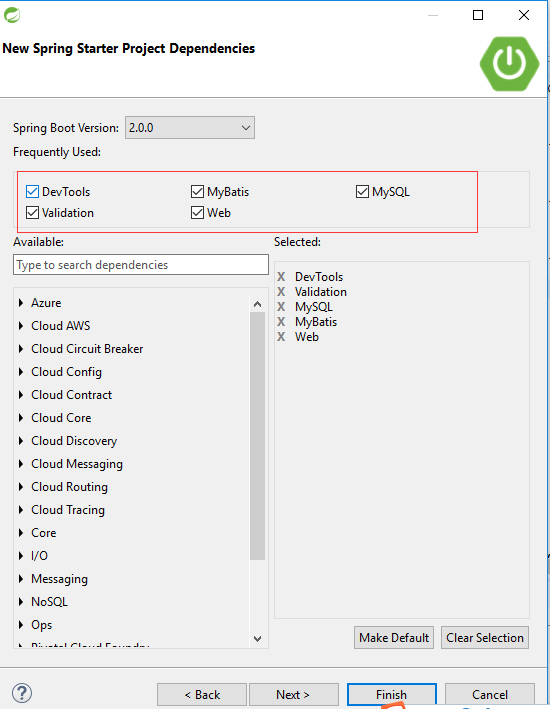 New Spring Starter Project Dependencies
Spring Boot Version: 2.0.0
Frequently Used:
DevTools MyBatis MySQL
Validation Web
Available: Selected:
Type to search dependencies
X DevTools
X Validation
X MySQL
X MyBatis
X Web
Azure
Cloud AWS
Cloud Circuit Breaker
Cloud Config
Cloud Contract
Cloud Core
Cloud Discovery
Cloud Messaging
Cloud Routing
Cloud Tracing
Core
I/O
Messaging
NoSQL
Ops
Pivotal Cloud Foundry
Make Default Clear Selection
? < Back Next > Finish Cancel